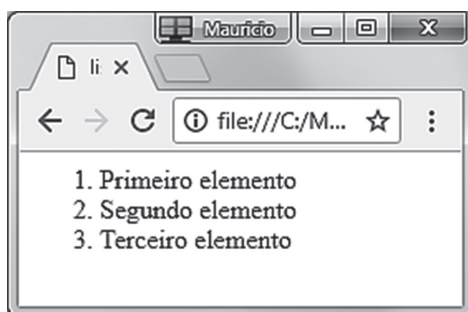 Mauricio
li
file:///C:/M...
1. Primeiro elemento
2. Segundo elemento
3. Terceiro elemento